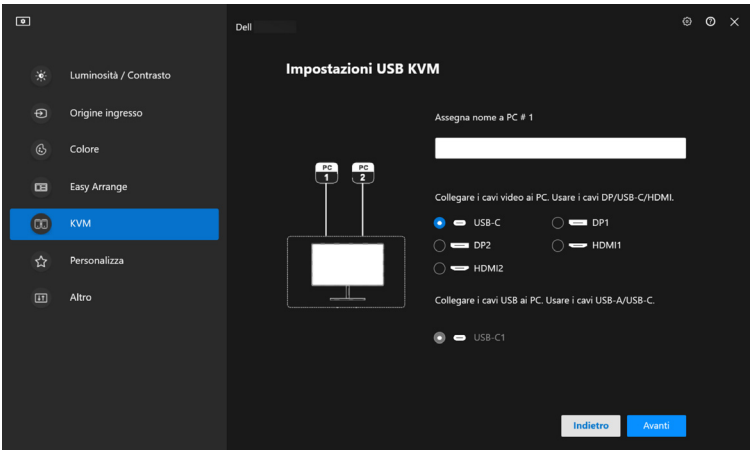 Dell
Luminosità / Contrasto
Origine ingresso
Colore
Easy Arrange
KVM
Personalizza
Altro
Impostazioni USB KVM
PC 1
PC 2
Assegna nome a PC # 1
Collegare i cavi video ai PC. Usare i cavi DP/USB-C/HDMI.
USB-C
DP1
DP2
HDMI1
HDMI2
Collegare i cavi USB ai PC. Usare i cavi USB-A/USB-C.
USB-C1
Indietro
Avanti